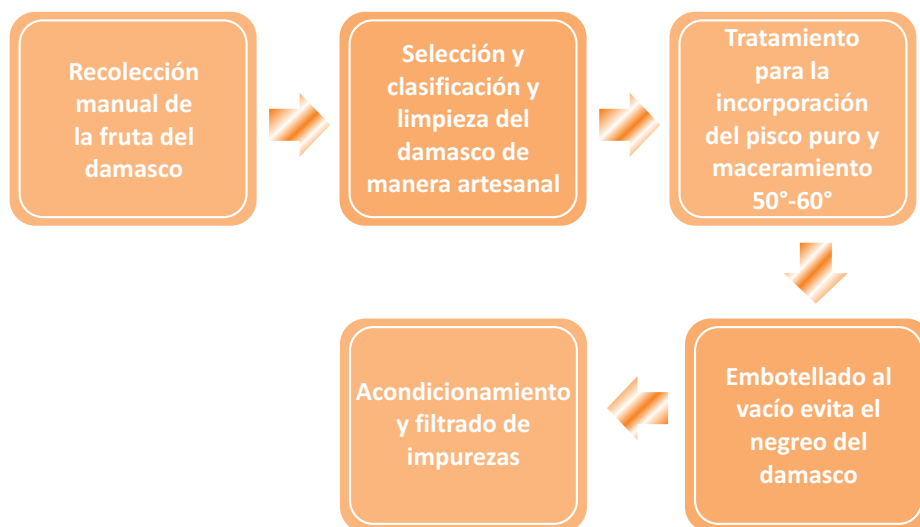 Recolección
manual de
la fruta del
damasco
Selección y
clasificación y
limpieza del
damasco de
manera artesanal
Tratamiento
para la
incorporación
del pisco puro y
maceramiento
50°-60°
Embotellado al
vacío evita el
negreo del
damasco
Acondicionamiento
y filtrado de
impurezas